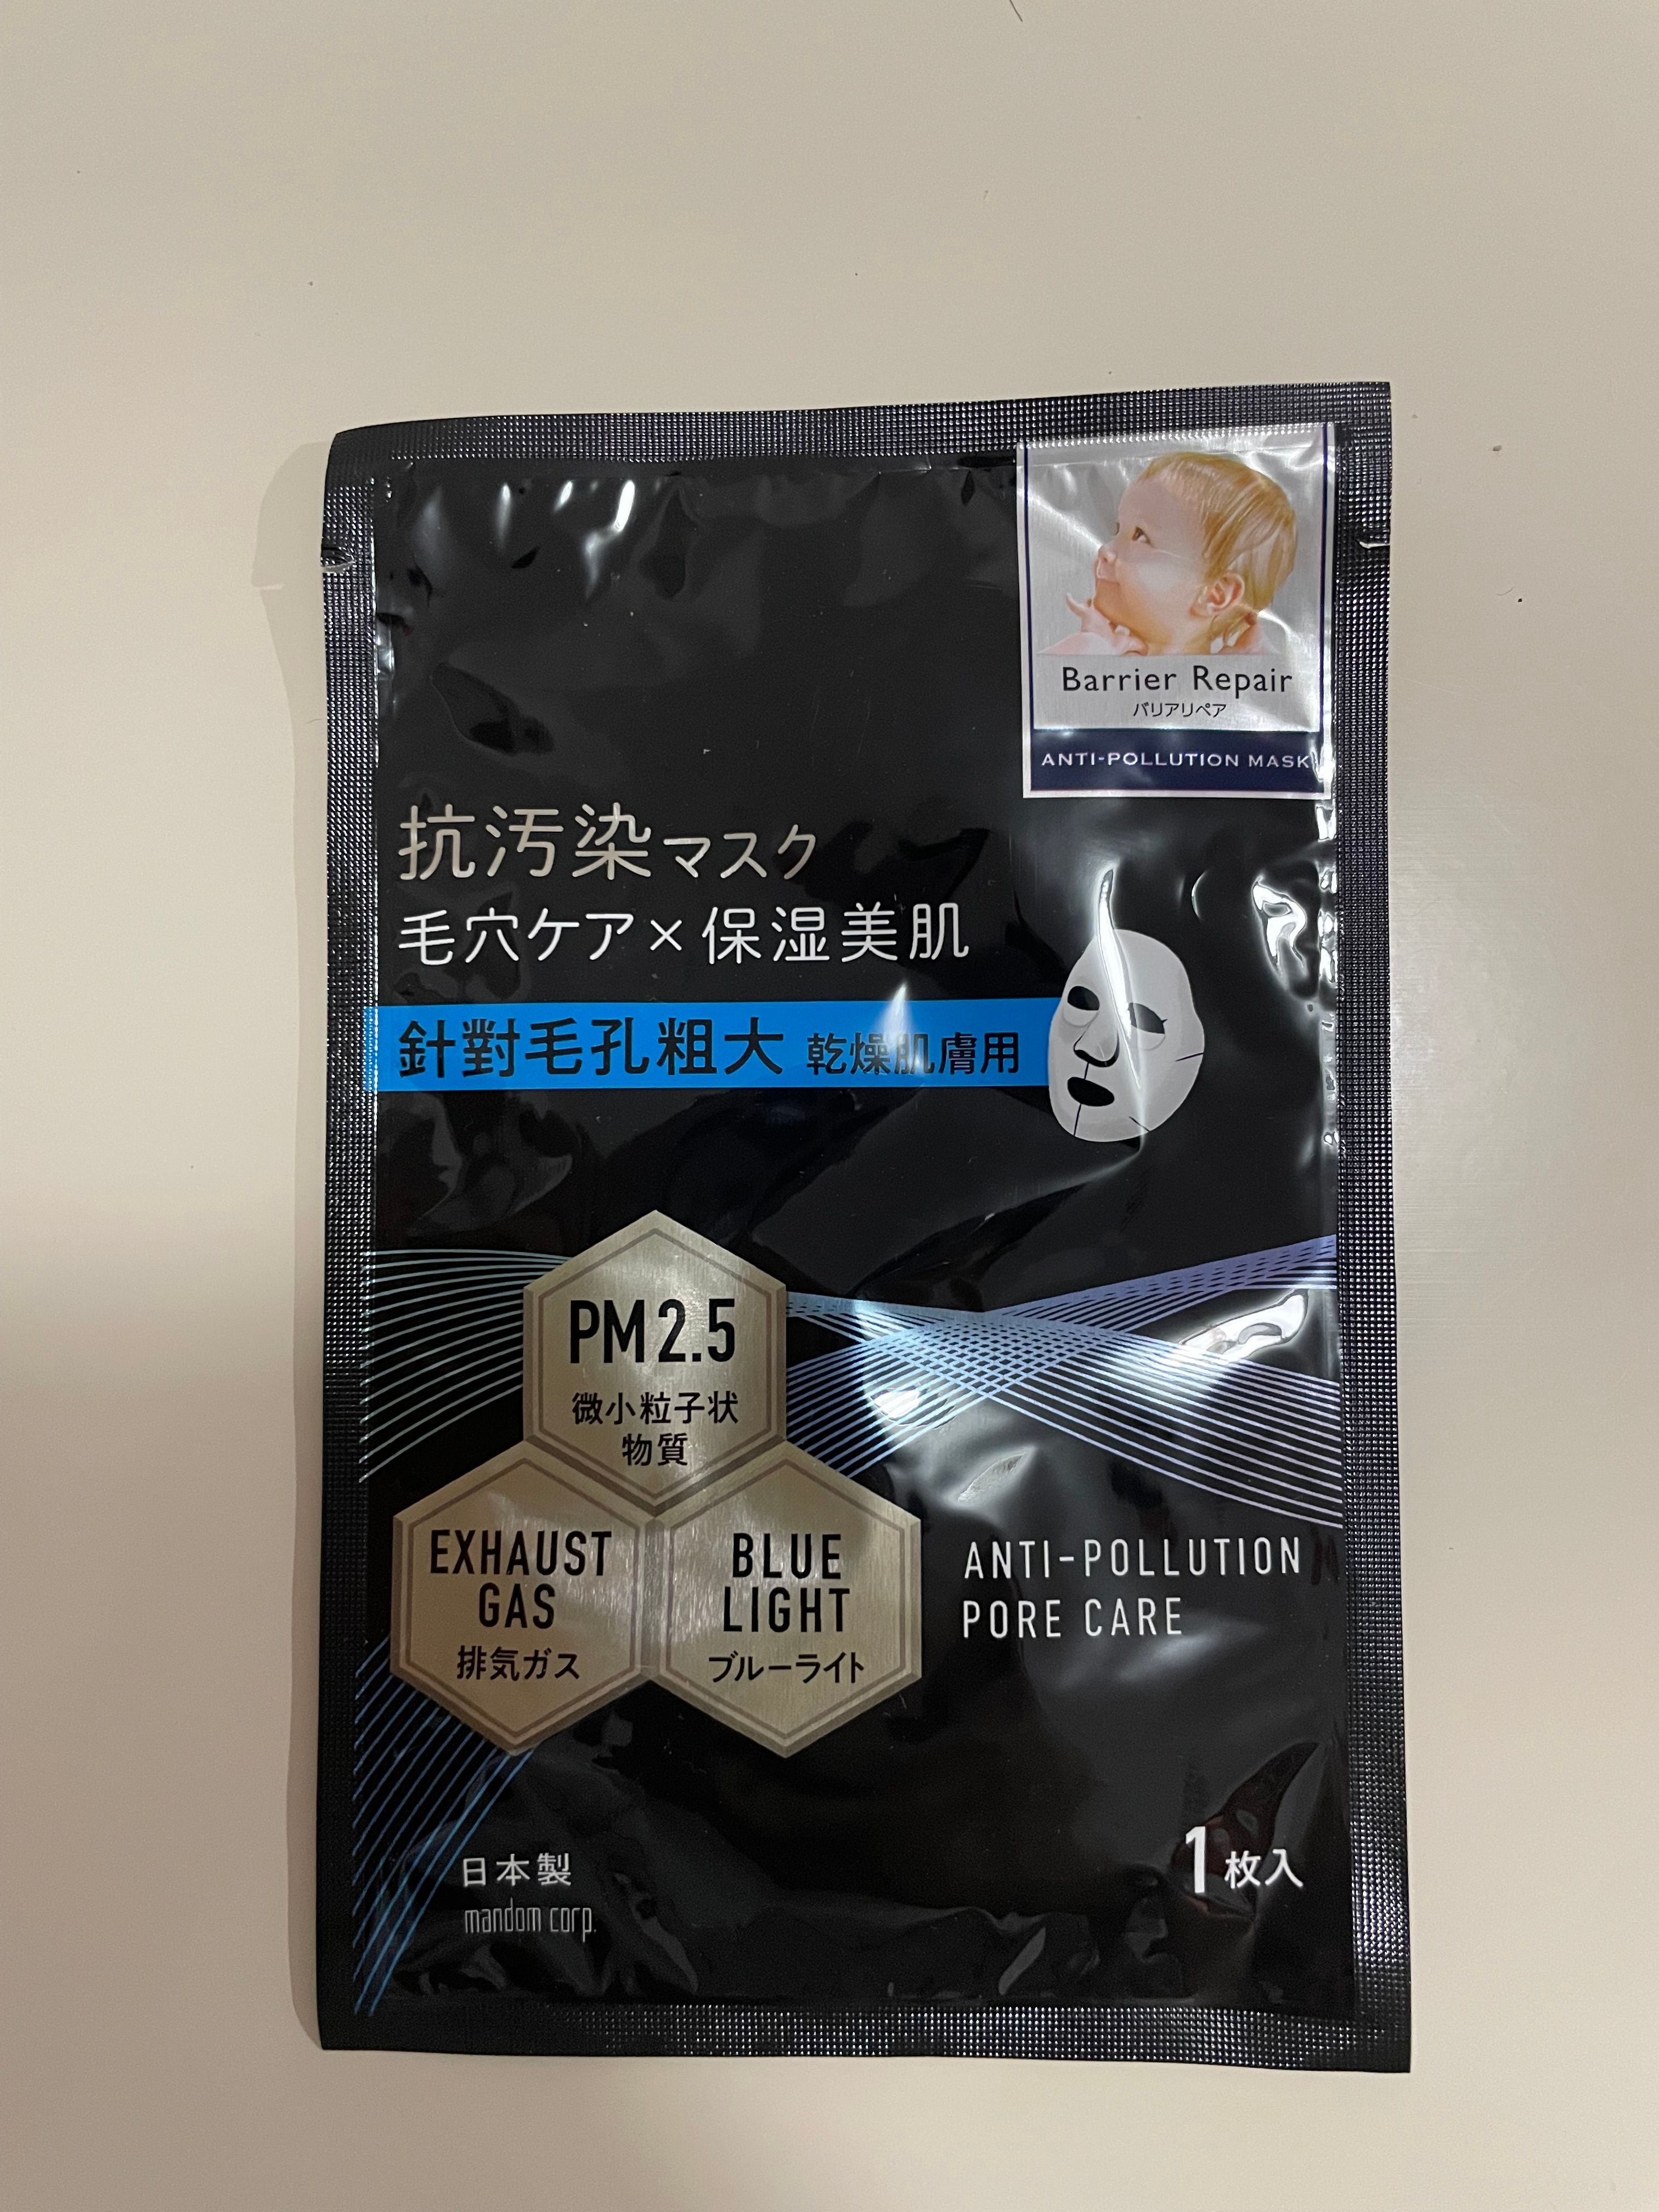 Barrier Repair
バリアリペア
ANTI-POLLUTION MASK
抗汚染マスク
毛穴ケア×保湿美肌
針對毛孔粗大 乾燥肌膚用
PM2.5
微小粒子状
物質
EXHAUST
GAS
排気ガス
BLUE
LIGHT
ブルーライト
ANTI-POLLUTION
PORE CARE
日本製
mandom corp.
1枚入